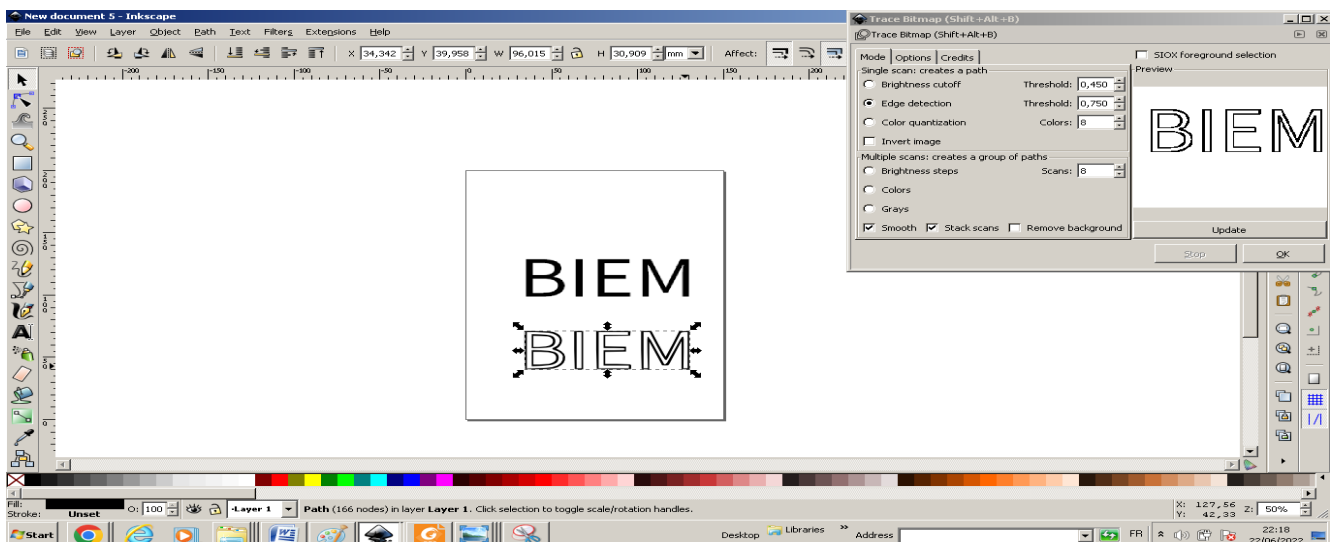 New document 5 - Inkscape
File Edit View Layer Object Path Text Filters Extensions Help
X 34,342 Y 39,958 W 96,015 H 30,909 mm Affect:
Trace Bitmap (Shift+Alt+B)
Trace Bitmap (Shift+Alt+B)
Mode Options Credits
SIOX foreground selection
Single scan: creates a path
Preview
Brightness cutoff Threshold: 0,450
Edge detection Threshold: 0,750
Color quantization Colors: 8
Invert image
Multiple scans: creates a group of paths
Brightness steps Scans: 8
Colors
Grays
Smooth Stack scans Remove background
BIEM
Update
Stop OK
BIEM
BIEM
Fill:
Stroke: Unset
O: 100 Layer 1 Path (166 nodes) in layer Layer 1. Click selection to toggle scale/rotation handles.
X: 127,56
Y: 42,33
Z: 50%
Start Desktop Libraries » Address FR 22:18
22/06/2022